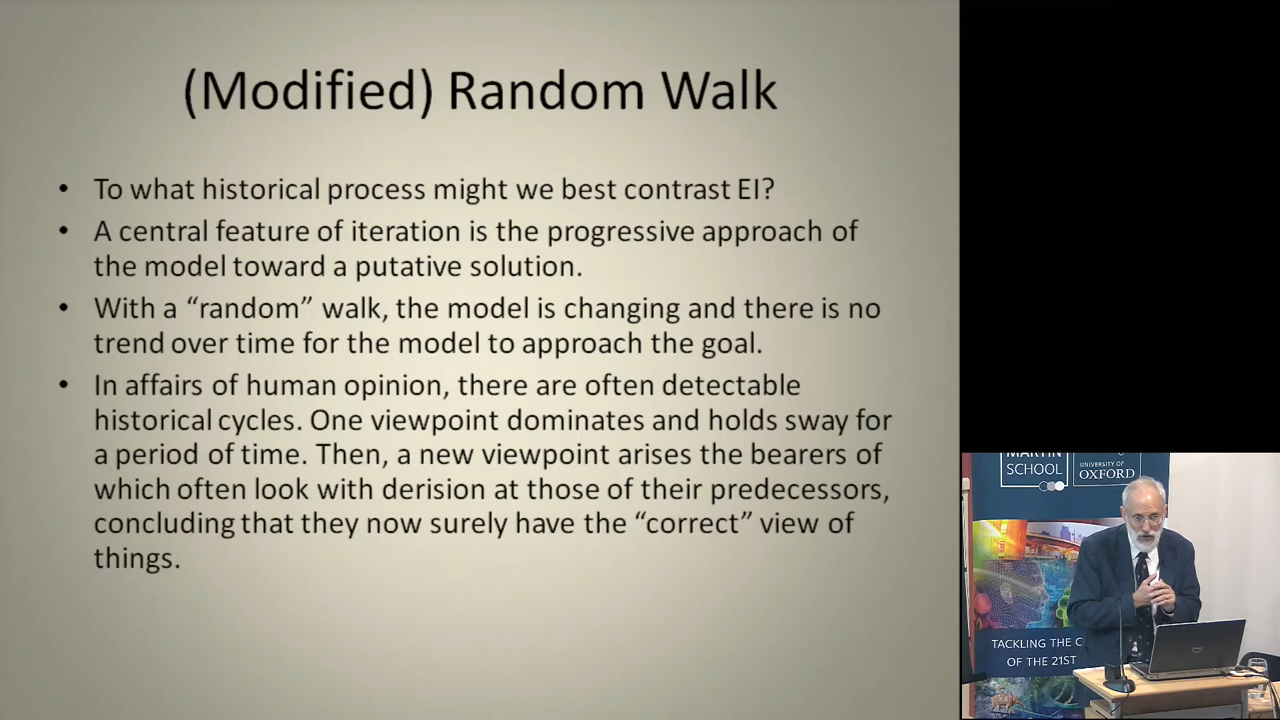 (Modified) Random Walk
• To what historical process might we best contrast EI?
• A central feature of iteration is the progressive approach of
the model toward a putative solution.
• With a “random” walk, the model is changing and there is no
trend over time for the model to approach the goal.
• In affairs of human opinion, there are often detectable
historical cycles. One viewpoint dominates and holds sway for
a period of time. Then, a new viewpoint arises the bearers of
which often look with derision at those of their predecessors,
concluding that they now surely have the “correct” view of
things.
MARTIN
SCHOOL
UNIVERSITY OF
OXFORD
TACKLING THE C
OF THE 21ST